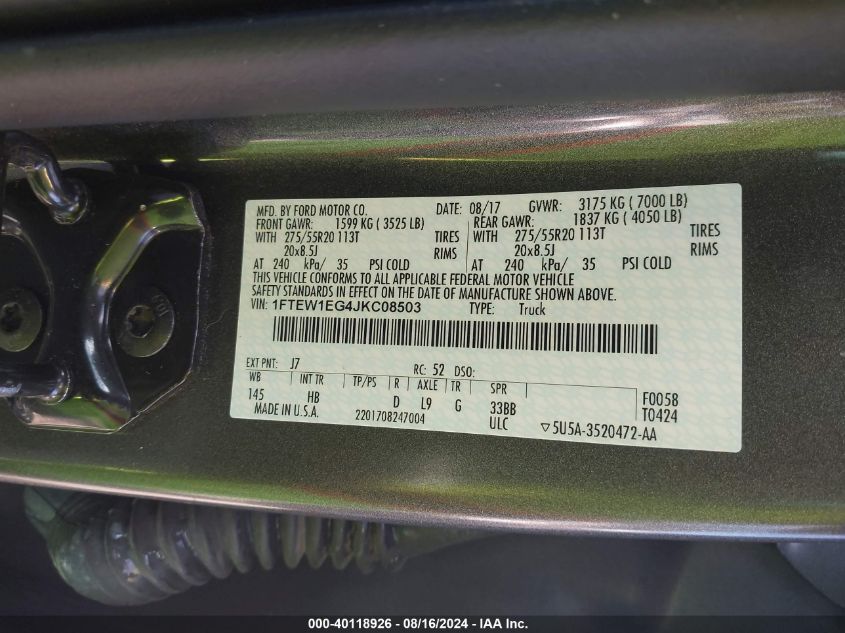 MFD. BY FORD MOTOR CO. DATE: 08/17 GVWR: 3175 KG ( 7000 LB)
FRONT GAWR: 1599 KG ( 3525 LB) REAR GAWR: 1837 KG ( 4050 LB)
WITH 275/55R20 113T TIRES WITH 275/55R20 113T TIRES
20x8.5J RIMS 20x8.5J RIMS
AT 240 kPa/ 35 PSI COLD AT 240 kPa/ 35 PSI COLD
THIS VEHICLE CONFORMS TO ALL APPLICABLE FEDERAL MOTOR VEHICLE
SAFETY STANDARDS IN EFFECT ON THE DATE OF MANUFACTURE SHOWN ABOVE.
VIN: 1FTEW1EG4JKC08503 TYPE: Truck
EXT PNT: J7 RC: 52 DSO:
WB INT TR TP/PS R AXLE TR SPR F0058
145 HB D L9 G 33BB T0424
MADE IN U.S.A. 2201708247004 ULC ▽5U5A-3520472-AA
000-40118926 - 08/16/2024 - IAA Inc.